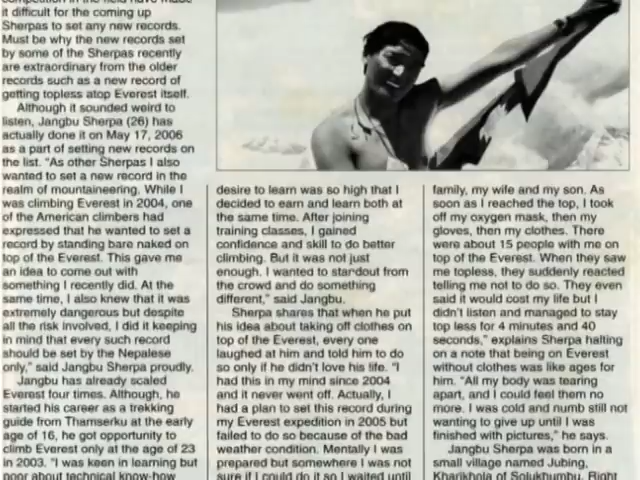 competition in the field have made
it difficult for the coming up
Sherpas to set any new records.
Must be why the new records set
by some of the Sherpas recently
are extraordinary from the older
records such as a new record of
getting topless atop Everest itself.
Although it sounded weird to
listen, Jangbu Sherpa (26) has
actually done it on May 17, 2006
as a part of setting new records on
the list. "As other Sherpas I also
wanted to set a new record in the
realm of mountaineering. While I
was climbing Everest in 2004, one
of the American climbers had
expressed that he wanted to set a
record by standing bare naked on
top of the Everest. This gave me
an idea to come out with
something I recently did. At the
same time, I also knew that it was
extremely dangerous but despite
all the risk involved, I did it keeping
in mind that every such record
should be set by the Nepalese
only," said Jangbu Sherpa proudly.
Jangbu has already scaled
Everest four times. Although, he
started his career as a trekking
guide from Thamserku at the early
age of 16, he got opportunity to
climb Everest only at the age of 23
in 2003. "I was keen in learning but
poor about technical know-how
desire to learn was so high that I
decided to earn and learn both at
the same time. After joining
training classes, I gained
confidence and skill to do better
climbing. But it was just not
enough. I wanted to standout from
the crowd and do something
different," said Jangbu.
Sherpa shares that when he put
his idea about taking off clothes on
top of the Everest, every one
laughed at him and told him to do
so only if he didn't love his life. "I
had this in my mind since 2004
and it never went off. Actually, I
had a plan to set this record during
my Everest expedition in 2005 but
failed to do so because of the bad
weather condition. Mentally I was
prepared but somewhere I was not
sure if I could do it so I waited until
family, my wife and my son. As
soon as I reached the top, I took
off my oxygen mask, then my
gloves, then my clothes. There
were about 15 people with me on
top of the Everest. When they saw
me topless, they suddenly reacted
telling me not to do so. They even
said it would cost my life but I
didn't listen and managed to stay
top less for 4 minutes and 40
seconds," explains Sherpa halting
on a note that being on Everest
without clothes was like ages for
him. "All my body was tearing
apart, and I could feel them no
more. I was cold and numb still not
wanting to give up until I was
finished with pictures," he says.
Jangbu Sherpa was born in a
small village named Jubing,
Kharikhola of Solukhumbu. Right